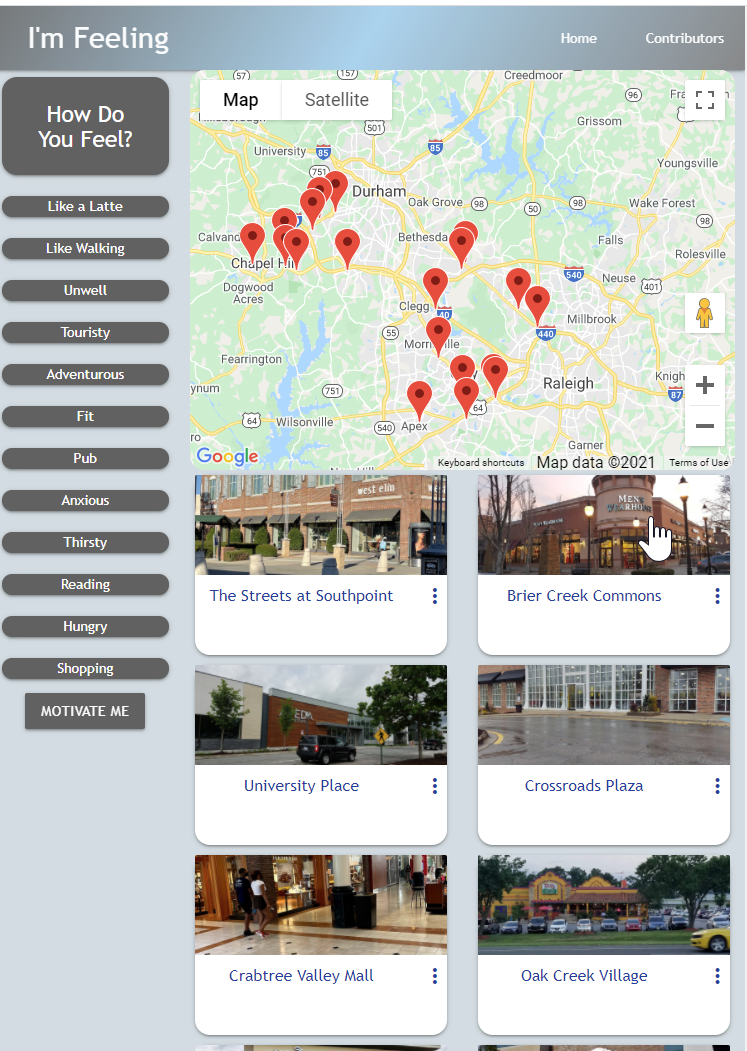 I'm Feeling
Home
Contributors
How Do
You Feel?
Like a Latte
Like Walking
Unwell
Touristy
Adventurous
Fit
Pub
Anxious
Thirsty
Reading
Hungry
Shopping
MOTIVATE ME
Map
Satellite
57
157
Creedmoor
96
501
Grissom
University
85
85
751
Youngsville
Durham
Oak Grove
98
50
98
Wake Forest
98
Bethesda
Falls
Rolesville
Chapel Hill
540
Neuse
401
Dogwood
Acres
Clegg
40
Millbrook
55
440
Fearrington
751
Raleigh
87
64
Wilsonville
540
Apex
64
Garner
Google
Keyboard shortcuts
Map data ©2021
Terms of Use
west elm
MEN'S
WEARHOUSE
The Streets at Southpoint
Brier Creek Commons
University Place
Crossroads Plaza
Crabtree Valley Mall
Oak Creek Village